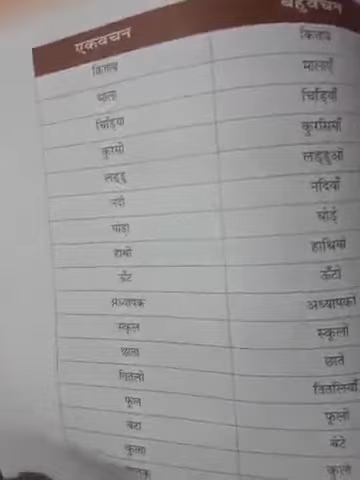 एकवचन बहुवचन
किताब किताबें
माला मालाएँ
चिड़िया चिड़ियाँ
कुरसी कुरसियाँ
लड्डू लड्डुओं
नदी नदियाँ
घोड़ा घोड़े
हाथी हाथियों
ऊँट ऊँटों
अध्यापक अध्यापकों
स्कूल स्कूलों
छाता छाते
तितली तितलियाँ
फूल फूलों
बेटा बेटे
कुत्ता कुत्ते